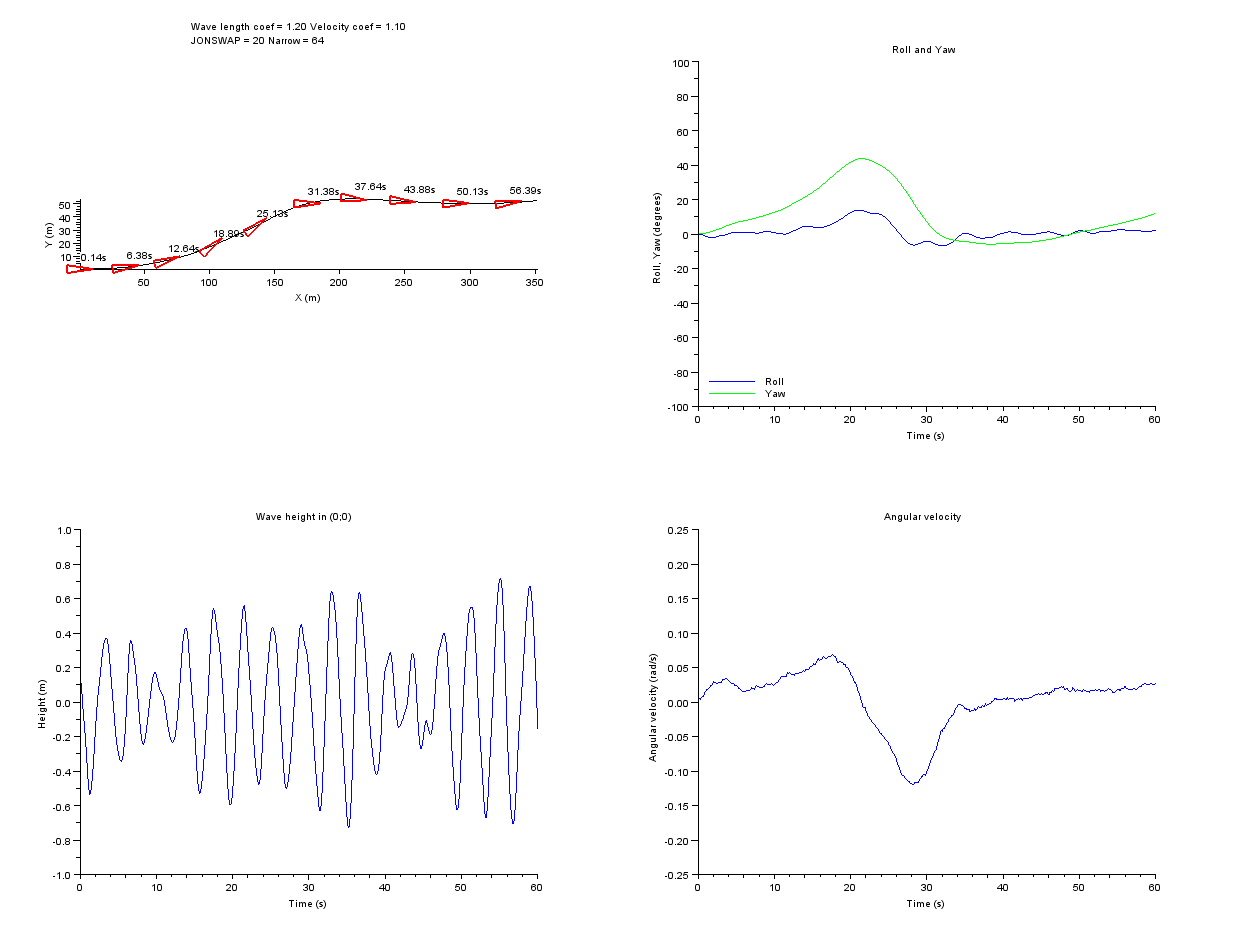 Wave length coef = 1.20 Velocity coef = 1.10
JONSWAP = 20 Narrow = 64
Y (m)
50
40
30
20
10
0.14s
6.38s
12.64s
18.89s
25.13s
31.38s
37.64s
43.88s
50.13s
56.39s
50
100
150
200
250
300
350
X (m)
Roll and Yaw
Roll, Yaw (degrees)
100
80
60
40
20
0
-20
-40
-60
-80
-100
Roll
Yaw
0
10
20
30
40
50
60
Time (s)
Wave height in (0;0)
Height (m)
1.0
0.8
0.6
0.4
0.2
0.0
-0.2
-0.4
-0.6
-0.8
-1.0
0
10
20
30
40
50
60
Time (s)
Angular velocity
Angular velocity (rad/s)
0.25
0.20
0.15
0.10
0.05
0.00
-0.05
-0.10
-0.15
-0.20
-0.25
0
10
20
30
40
50
60
Time (s)